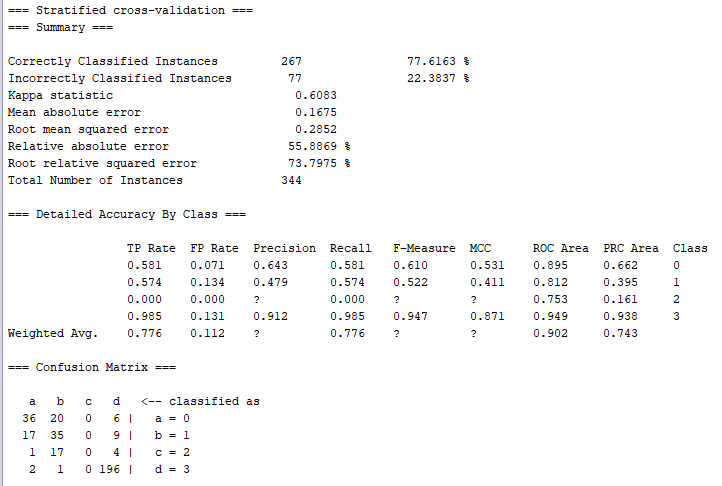 === Stratified cross-validation ===
=== Summary ===
Correctly Classified Instances 267 77.6163 %
Incorrectly Classified Instances 77 22.3837 %
Kappa statistic 0.6083
Mean absolute error 0.1675
Root mean squared error 0.2852
Relative absolute error 55.8869 %
Root relative squared error 73.7975 %
Total Number of Instances 344
=== Detailed Accuracy By Class ===
TP Rate FP Rate Precision Recall F-Measure MCC ROC Area PRC Area Class
0.581 0.071 0.643 0.581 0.610 0.531 0.895 0.662 0
0.574 0.134 0.479 0.574 0.522 0.411 0.812 0.395 1
0.000 0.000 ? 0.000 ? ? 0.753 0.161 2
0.985 0.131 0.912 0.985 0.947 0.871 0.949 0.938 3
Weighted Avg. 0.776 0.112 ? 0.776 ? ? 0.902 0.743
=== Confusion Matrix ===
a b c d <-- classified as
36 20 0 6 | a = 0
17 35 0 9 | b = 1
1 17 0 4 | c = 2
2 1 0 196 | d = 3